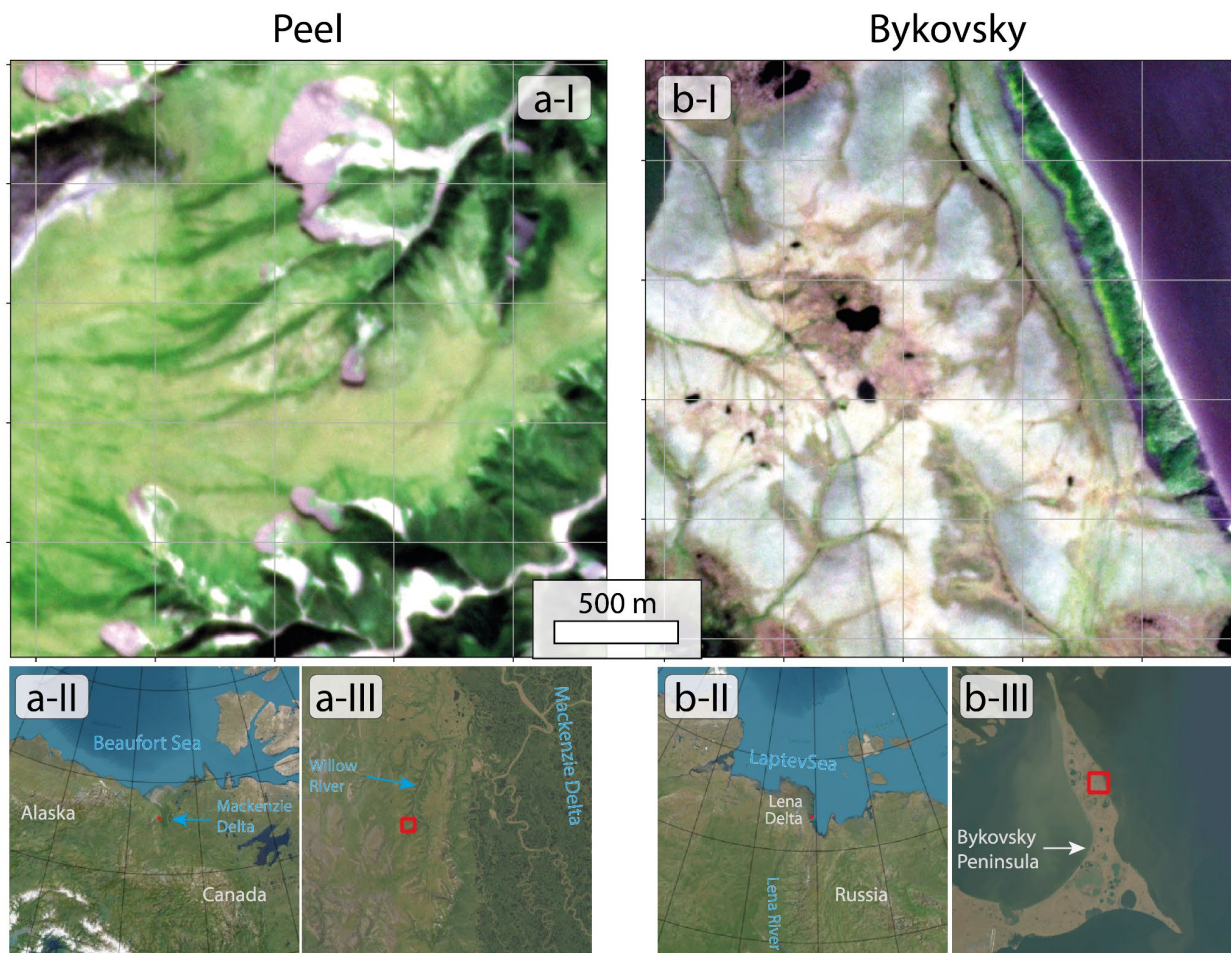 Peel
Bykovsky
a-I
b-I
500 m
a-II
Beaufort Sea
Alaska
Mackenzie
Delta
Canada
a-III
Willow
River
Mackenzie Delta
b-II
LaptevSea
Lena
Delta
Lena River
Russia
b-III
Bykovsky
Peninsula